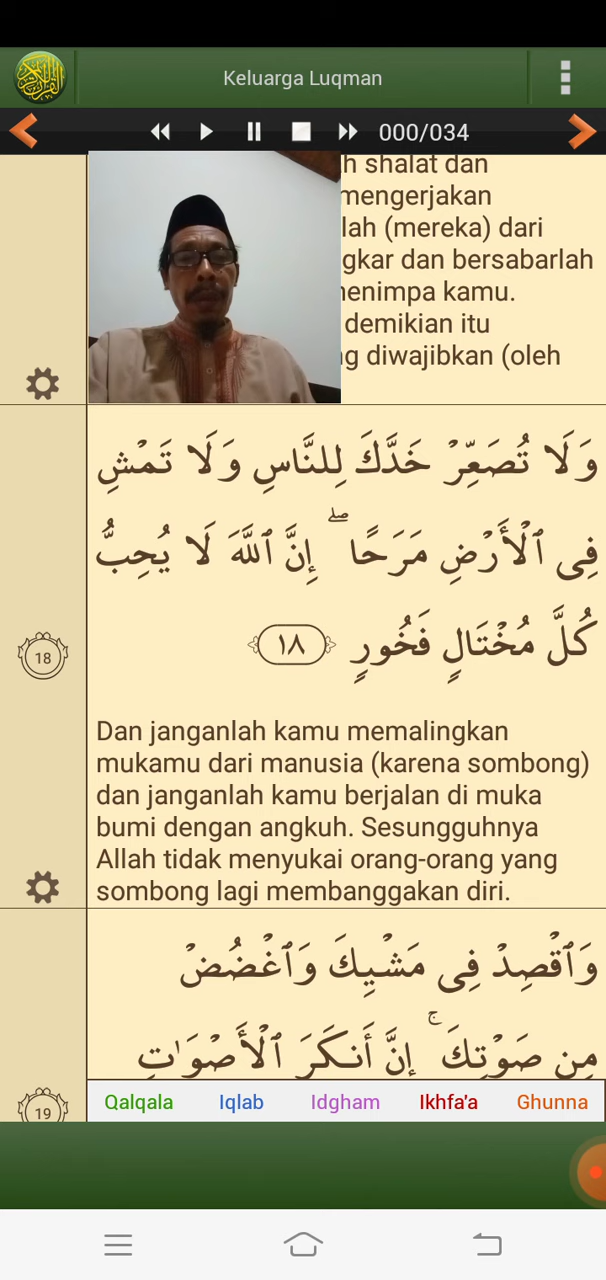 Keluarga Luqman
000/034
shalat dan
mengerjakan
(mereka) dari
dan bersabarlah
kamu.
demikian itu
diwajibkan (oleh
وَلَا تُصَعِّرْ خَدَّكَ لِلنَّاسِ وَلَا تَمْشِ
فِى ٱلْأَرْضِ مَرَحًا ۖ إِنَّ ٱللَّهَ لَا يُحِبُّ
كُلَّ مُخْتَالٍ فَخُورٍ ١٨
18
Dan janganlah kamu memalingkan
mukamu dari manusia (karena sombong)
dan janganlah kamu berjalan di muka
bumi dengan angkuh. Sesungguhnya
Allah tidak menyukai orang-orang yang
sombong lagi membanggakan diri.
وَٱقْصِدْ فِى مَشْيِكَ وَٱغْضُضْ
مِن صَوْتِكَ ۚ إِنَّ أَنكَرَ ٱلْأَصْوَٰتِ
19
Qalqala Iqlab Idgham Ikhfa'a Ghunna